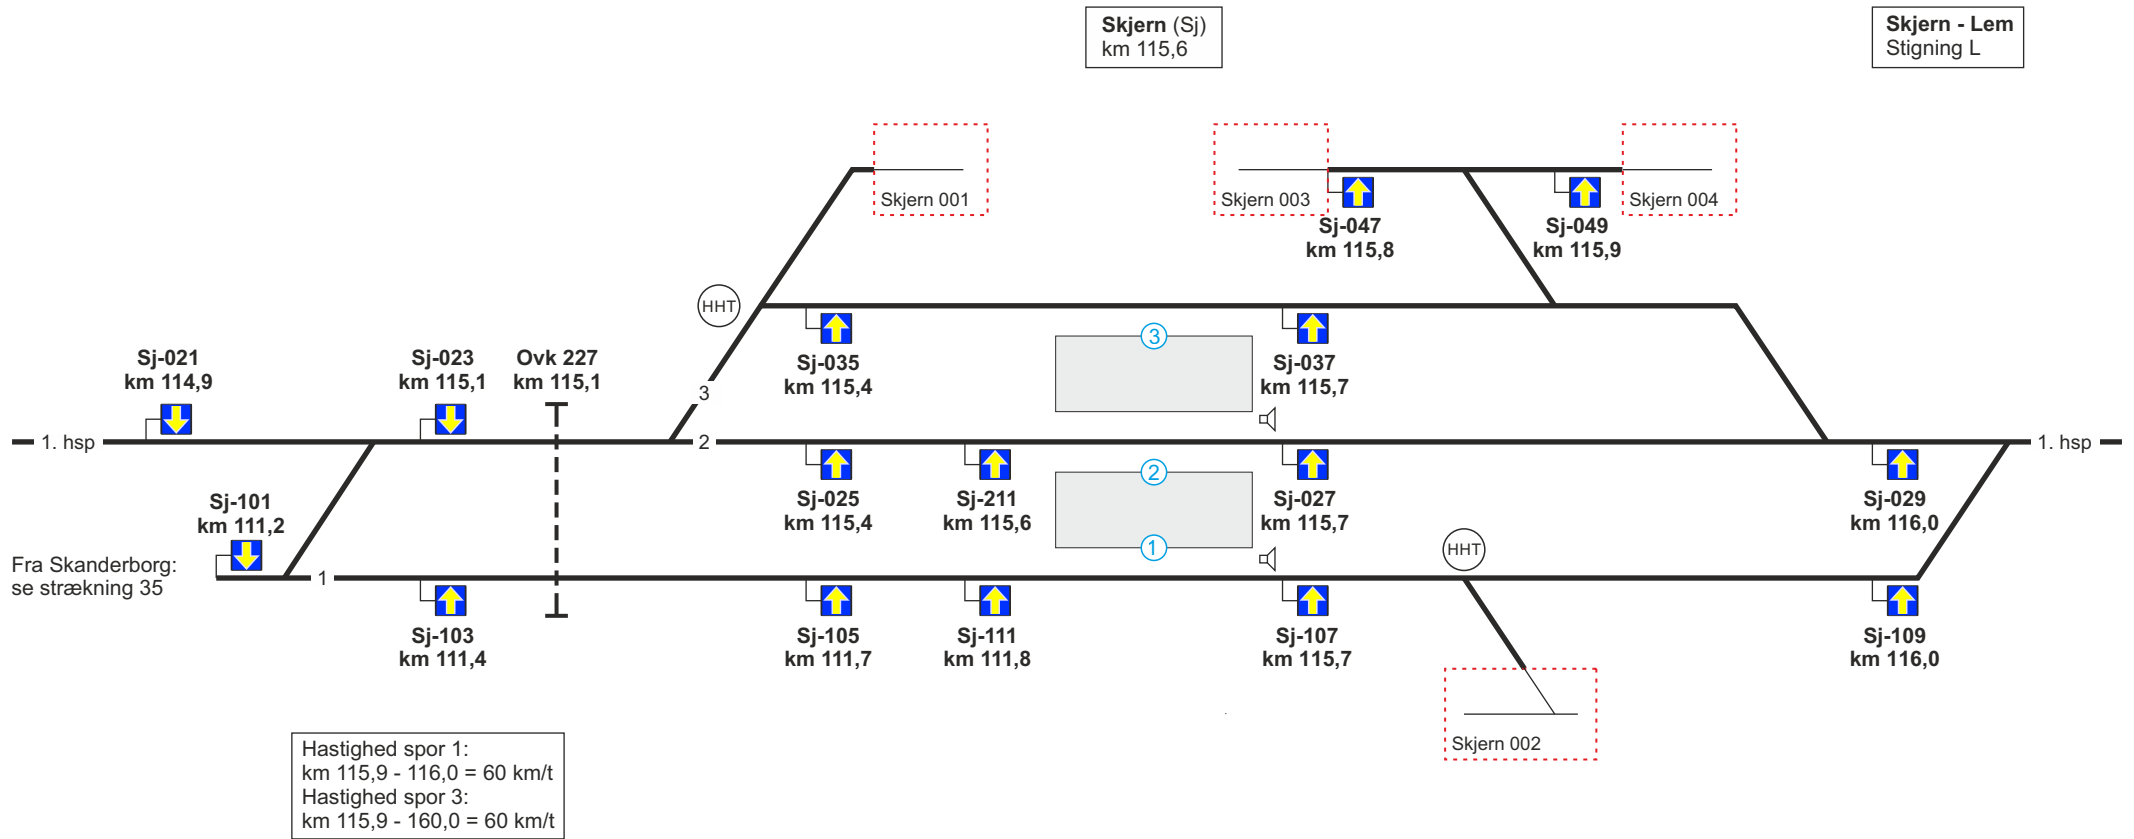 Skjern (Sj)
km 115,6
Skjern - Lem
Stigning L
Skjern 001
Skjern 003
Skjern 004
Sj-047
km 115,8
Sj-049
km 115,9
HHT
3
Sj-021
km 114,9
Sj-023
km 115,1
Ovk 227
km 115,1
Sj-035
km 115,4
Sj-037
km 115,7
3
1. hsp
2
1. hsp
2
Sj-101
km 111,2
Sj-025
km 115,4
Sj-211
km 115,6
Sj-027
km 115,7
Sj-029
km 116,0
1
HHT
Fra Skanderborg:
se strækning 35
1
Sj-103
km 111,4
Sj-105
km 111,7
Sj-111
km 111,8
Sj-107
km 115,7
Sj-109
km 116,0
Skjern 002
Hastighed spor 1:
km 115,9 - 116,0 = 60 km/t
Hastighed spor 3:
km 115,9 - 160,0 = 60 km/t